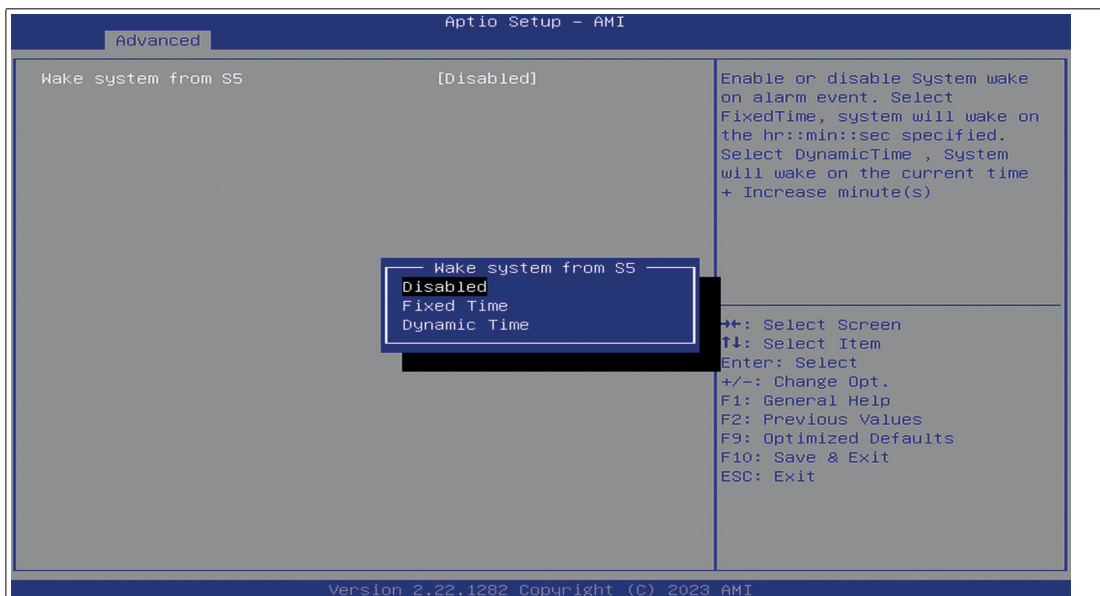 Aptio Setup – AMI
Advanced
Wake system from S5 [Disabled]
Enable or disable System wake
on alarm event. Select
FixedTime, system will wake on
the hr::min::sec specified.
Select DynamicTime , System
will wake on the current time
+ Increase minute(s)
Wake system from S5
Disabled
Fixed Time
Dynamic Time
→←: Select Screen
↑↓: Select Item
Enter: Select
+/-: Change Opt.
F1: General Help
F2: Previous Values
F9: Optimized Defaults
F10: Save & Exit
ESC: Exit
Version 2.22.1282 Copyright (C) 2023 AMI